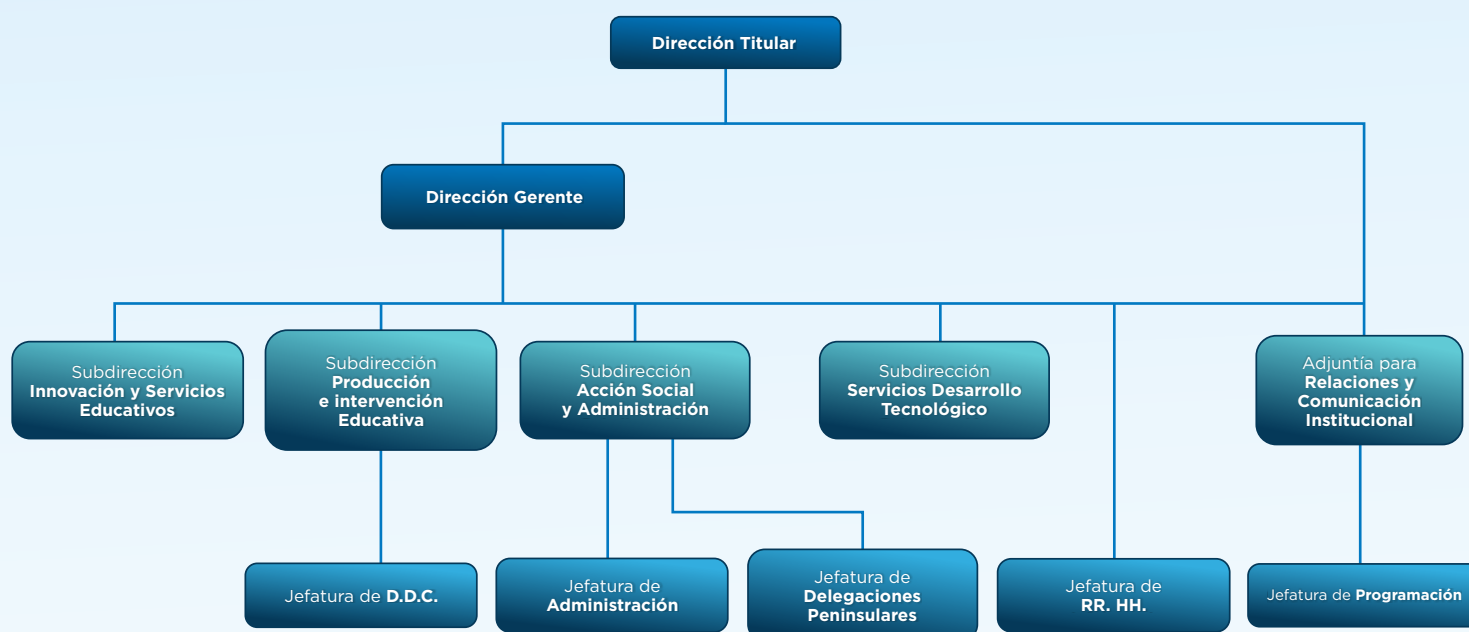 Dirección Titular
Dirección Gerente
Subdirección
Innovación y Servicios
Educativos
Subdirección
Producción
e intervención
Educativa
Subdirección
Acción Social
y Administración
Subdirección
Servicios Desarrollo
Tecnológico
Adjuntía para
Relaciones y
Comunicación
Institucional
Jefatura de D.D.C.
Jefatura de
Administración
Jefatura de
Delegaciones
Peninsulares
Jefatura de
RR. HH.
Jefatura de Programación